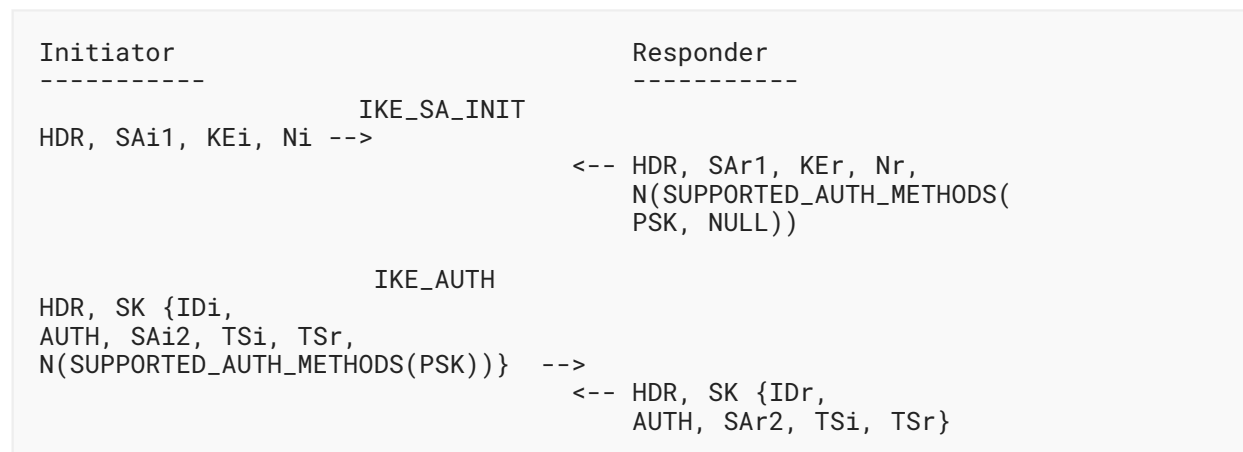 Initiator                              Responder
-----------                            -----------
                     IKE_SA_INIT
HDR, SAi1, KEi, Ni -->
                                   <-- HDR, SAr1, KEr, Nr,
                                       N(SUPPORTED_AUTH_METHODS(
                                       PSK, NULL))
                      IKE_AUTH
HDR, SK {IDi,
AUTH, SAi2, TSi, TSr,
N(SUPPORTED_AUTH_METHODS(PSK))}  -->
                                   <-- HDR, SK {IDr,
                                       AUTH, SAr2, TSi, TSr}